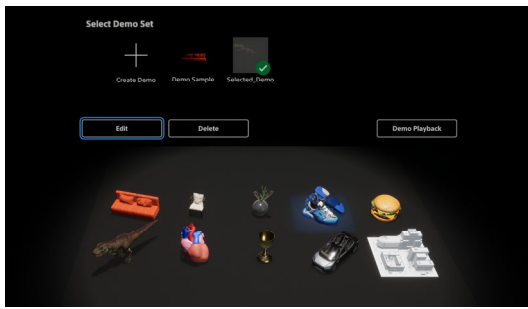 Select Demo Set
Create Demo
Demo Sample
Selected_Demo
Edit
Delete
Demo Playback